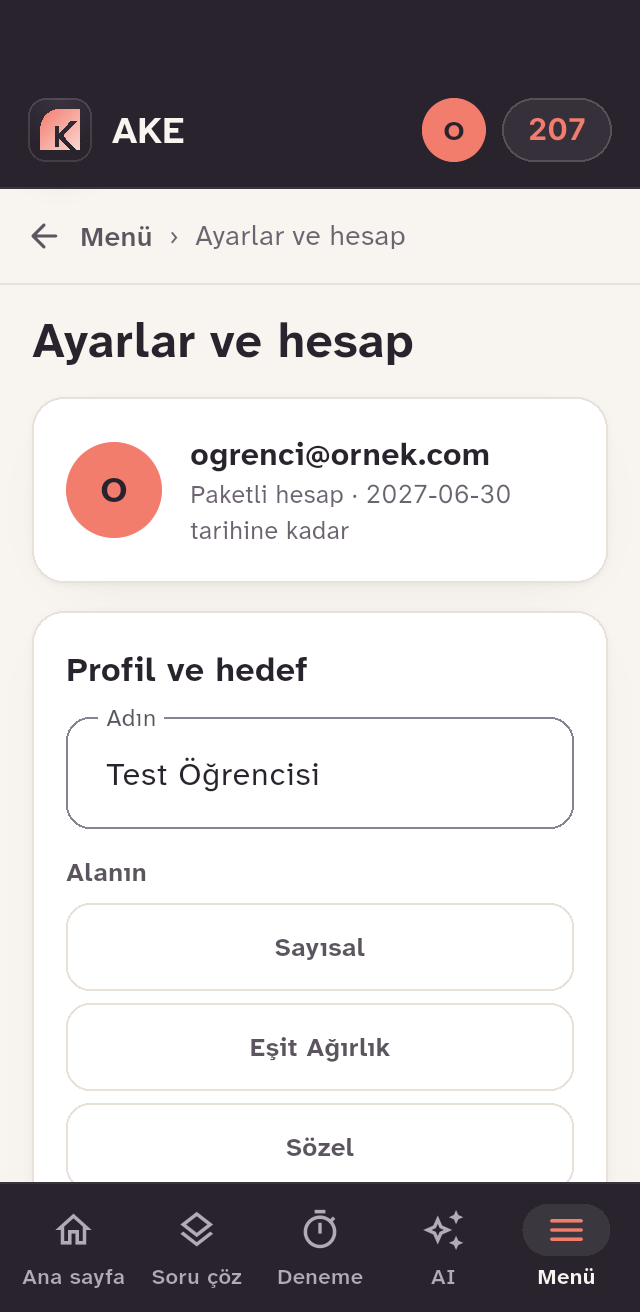 K
AKE
O
207
Menü › Ayarlar ve hesap
Ayarlar ve hesap
O
ogrenci@ornek.com
Paketli hesap · 2027-06-30
tarihine kadar
Profil ve hedef
Adın
Test Öğrencisi
Alanın
Sayısal
Eşit Ağırlık
Sözel
Ana sayfa
Soru çöz
Deneme
AI
Menü